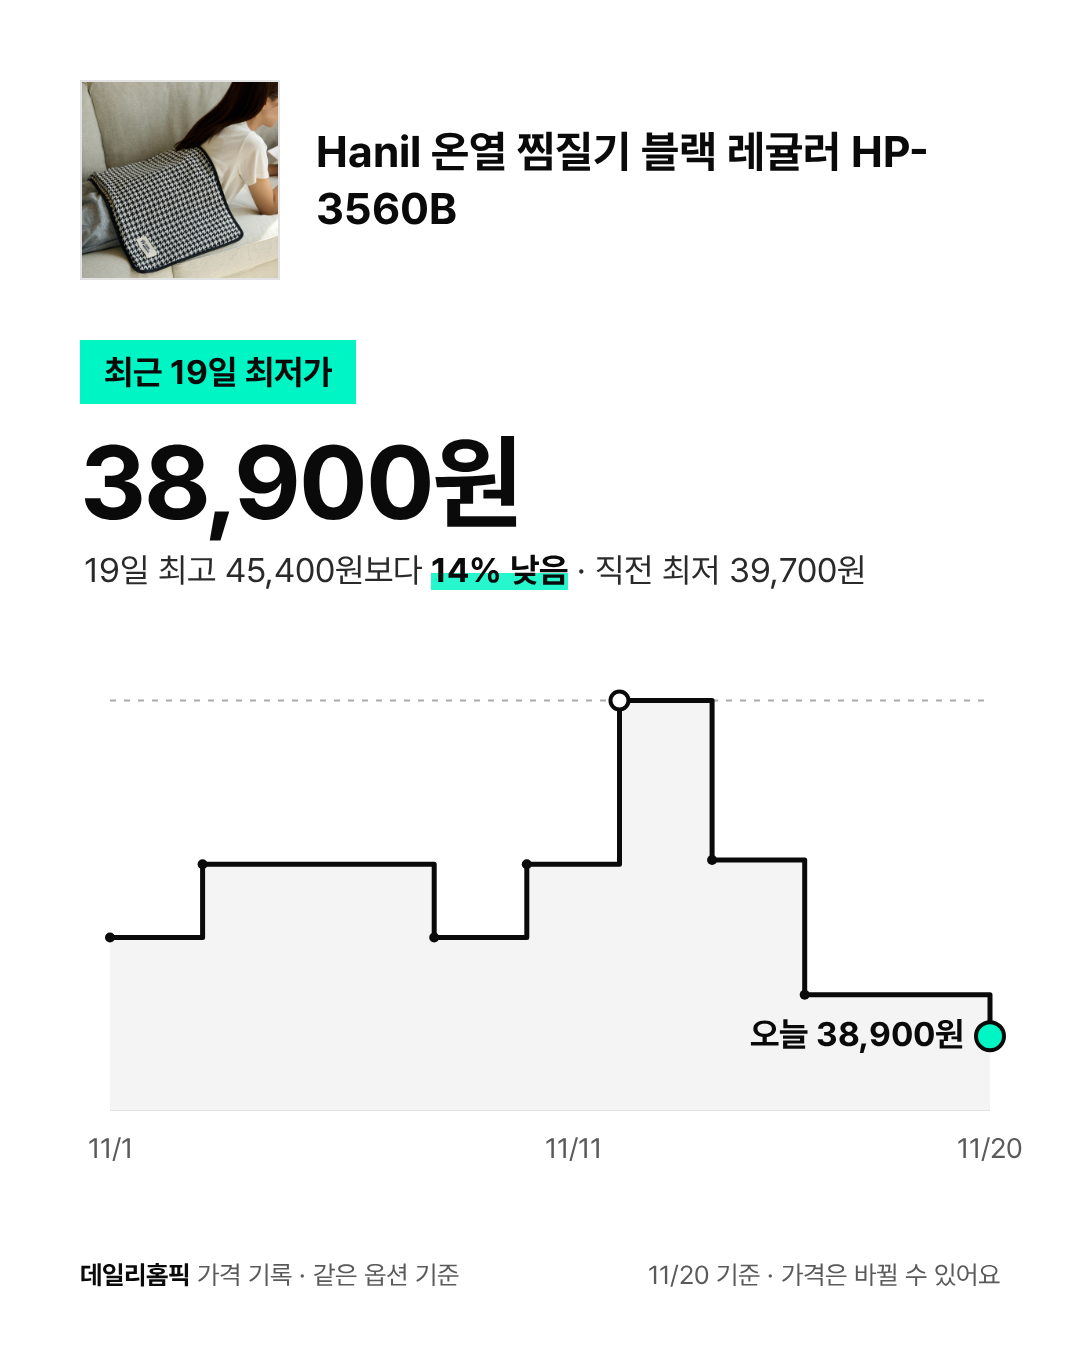 Hanil 온열 찜질기 블랙 레귤러 HP-
3560B
최근 19일 최저가
38,900원
19일 최고 45,400원보다 14% 낮음 · 직전 최저 39,700원
오늘 38,900원
11/1 11/11 11/20
데일리홈픽 가격 기록 · 같은 옵션 기준 11/20 기준 · 가격은 바뀔 수 있어요